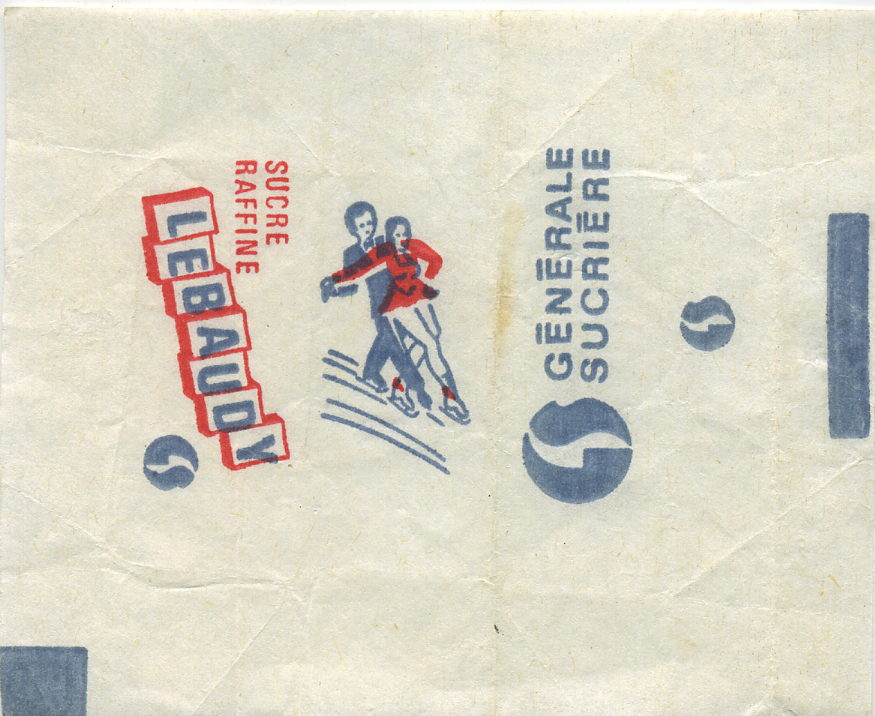 SUCRE
RAFFINE
LEBAUDY
GÉNÉRALE
SUCRIÈRE